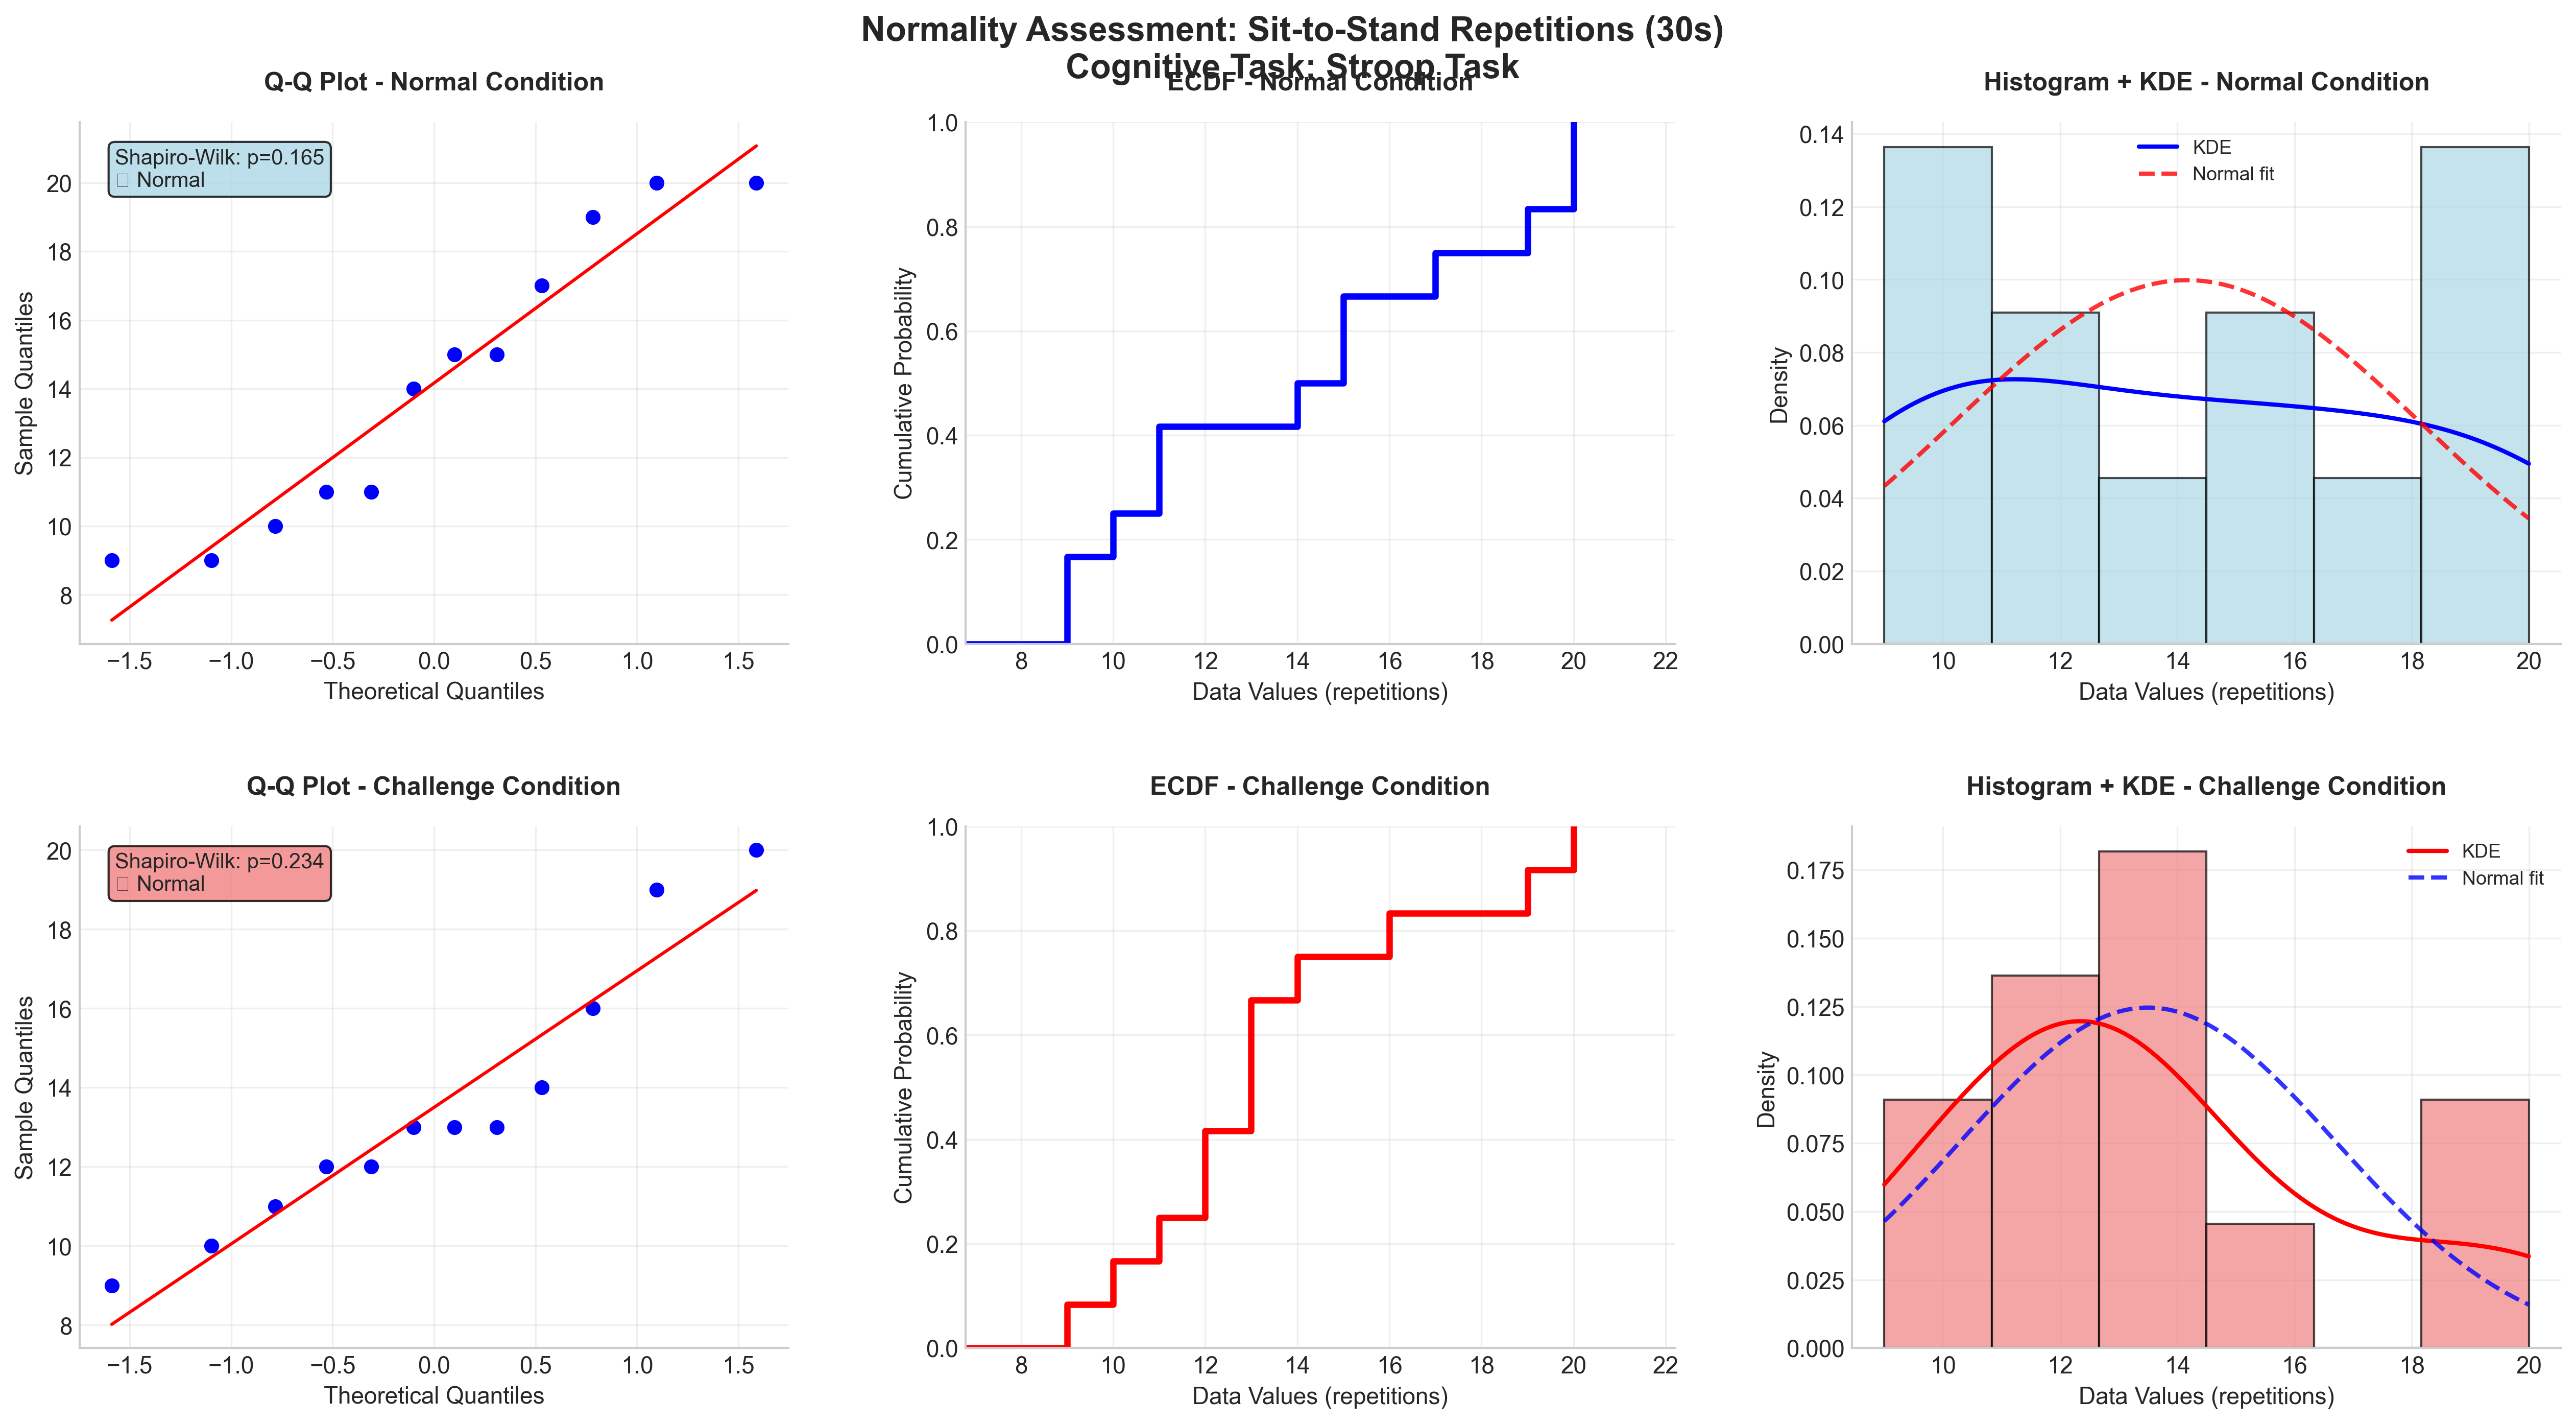 Normality Assessment: Sit-to-Stand Repetitions (30s)
Cognitive Task: Stroop Task
Q-Q Plot - Normal Condition
Shapiro-Wilk: p=0.165
Normal
20
18
16
14
12
10
8
Sample Quantiles
−1.5 −1.0 −0.5 0.0 0.5 1.0 1.5
Theoretical Quantiles
ECDF - Normal Condition
1.0
0.8
0.6
0.4
0.2
0.0
Cumulative Probability
8 10 12 14 16 18 20 22
Data Values (repetitions)
Histogram + KDE - Normal Condition
KDE
Normal fit
0.14
0.12
0.10
0.08
0.06
0.04
0.02
0.00
Density
10 12 14 16 18 20
Data Values (repetitions)
Q-Q Plot - Challenge Condition
Shapiro-Wilk: p=0.234
Normal
20
18
16
14
12
10
8
Sample Quantiles
−1.5 −1.0 −0.5 0.0 0.5 1.0 1.5
Theoretical Quantiles
ECDF - Challenge Condition
1.0
0.8
0.6
0.4
0.2
0.0
Cumulative Probability
8 10 12 14 16 18 20 22
Data Values (repetitions)
Histogram + KDE - Challenge Condition
KDE
Normal fit
0.175
0.150
0.125
0.100
0.075
0.050
0.025
0.000
Density
10 12 14 16 18 20
Data Values (repetitions)